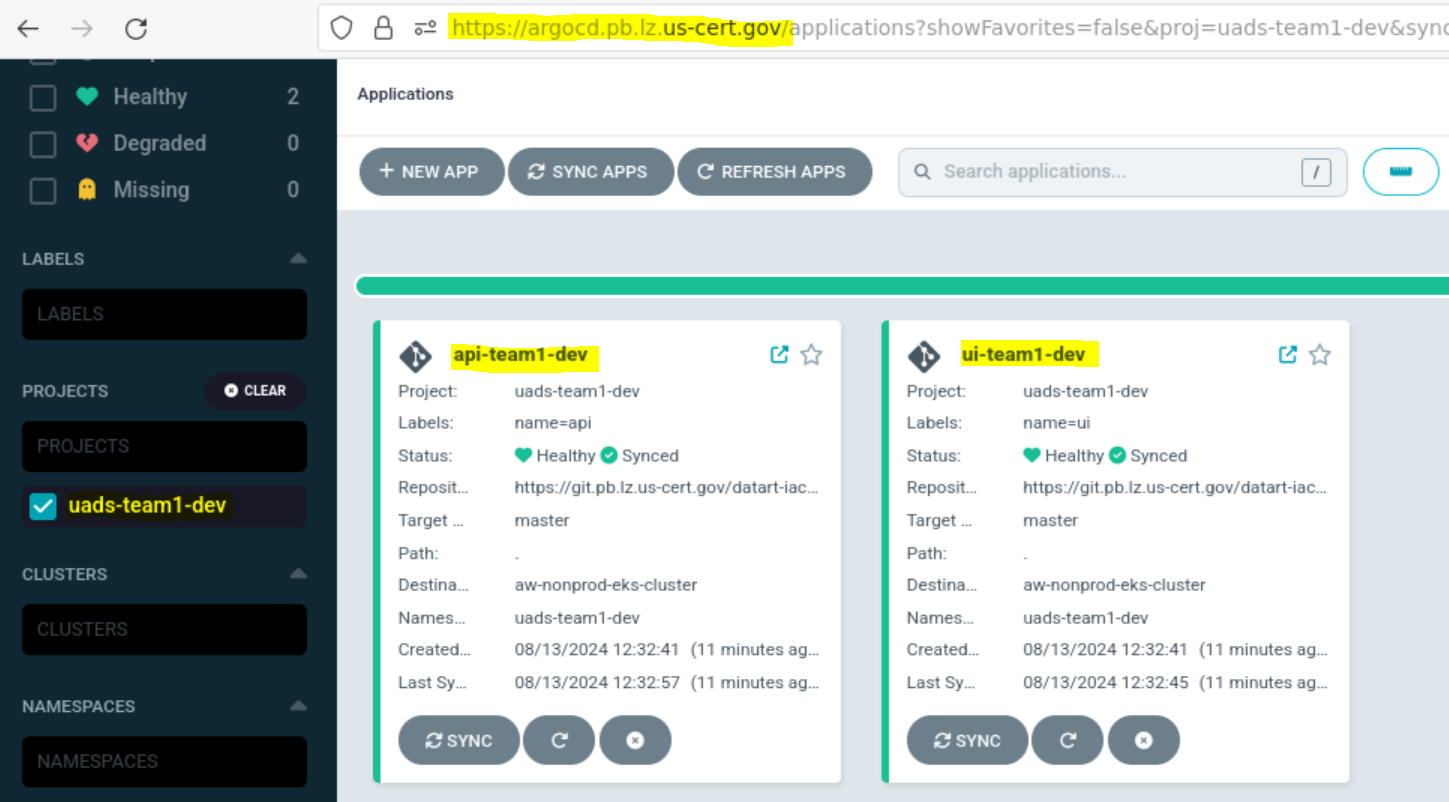 https://argocd.pb.lz.us-cert.gov/applications?showFavorites=false&proj=uads-team1-dev&sync
Healthy 2
Degraded 0
Missing 0
LABELS
LABELS
PROJECTS CLEAR
PROJECTS
uads-team1-dev
CLUSTERS
CLUSTERS
NAMESPACES
NAMESPACES
Applications
+ NEW APP SYNC APPS REFRESH APPS Search applications... /
api-team1-dev
Project: uads-team1-dev
Labels: name=api
Status: Healthy Synced
Reposit... https://git.pb.lz.us-cert.gov/datart-iac...
Target ... master
Path: .
Destina... aw-nonprod-eks-cluster
Names... uads-team1-dev
Created... 08/13/2024 12:32:41 (11 minutes ag...
Last Sy... 08/13/2024 12:32:57 (11 minutes ag...
SYNC
ui-team1-dev
Project: uads-team1-dev
Labels: name=ui
Status: Healthy Synced
Reposit... https://git.pb.lz.us-cert.gov/datart-iac...
Target ... master
Path: .
Destina... aw-nonprod-eks-cluster
Names... uads-team1-dev
Created... 08/13/2024 12:32:41 (11 minutes ag...
Last Sy... 08/13/2024 12:32:45 (11 minutes ag...
SYNC